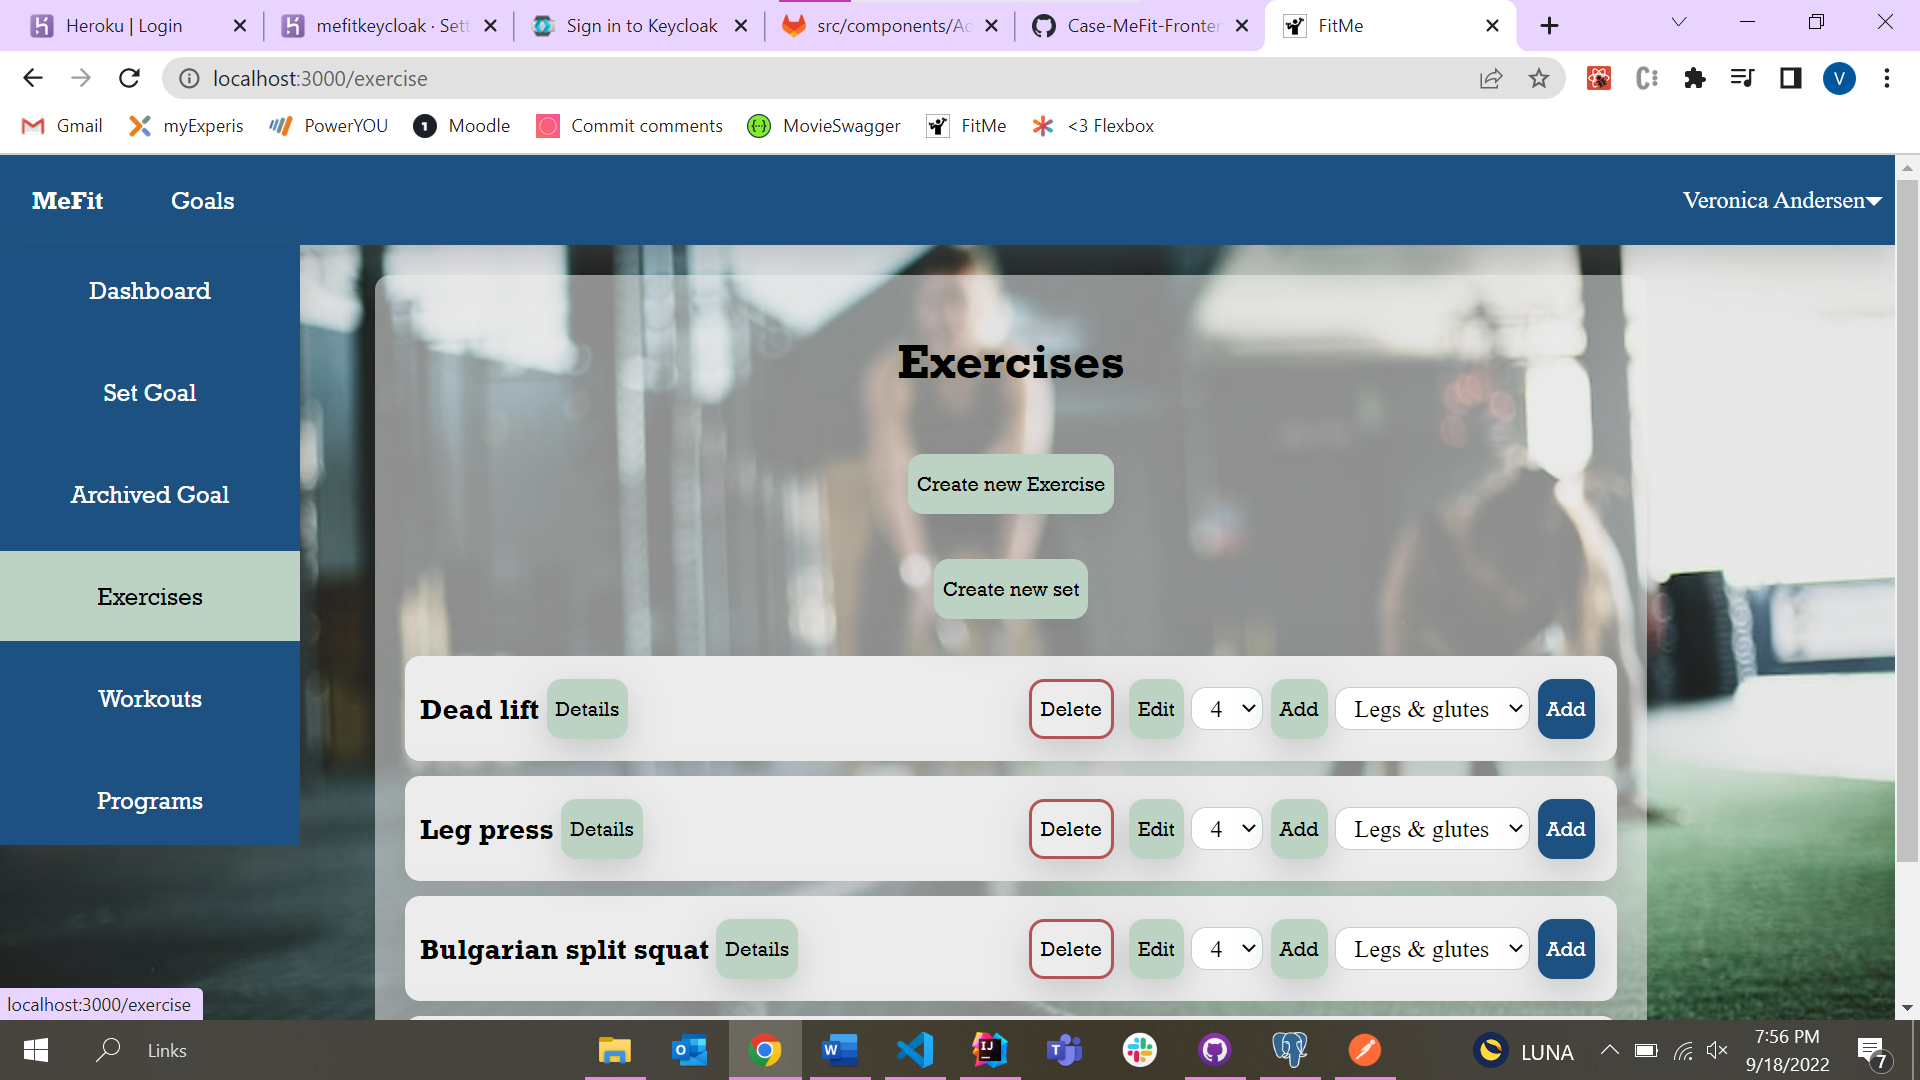 Heroku | Login
mefitkeycloak · Sett
Sign in to Keycloak
src/components/Ad
Case-MeFit-Fronter
FitMe
localhost:3000/exercise
V
Gmail
myExperis
PowerYOU
Moodle
Commit comments
MovieSwagger
FitMe
<3 Flexbox
MeFit
Goals
Veronica Andersen
Dashboard
Set Goal
Archived Goal
Exercises
Workouts
Programs
Exercises
Create new Exercise
Create new set
Dead lift Details Delete Edit 4 Add Legs & glutes Add
Leg press Details Delete Edit 4 Add Legs & glutes Add
Bulgarian split squat Details Delete Edit 4 Add Legs & glutes Add
localhost:3000/exercise
Links
LUNA
7:56 PM
9/18/2022
7